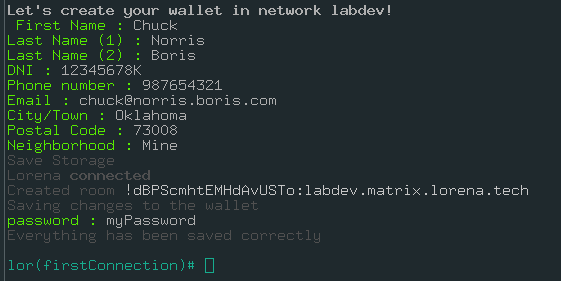 Let's create your wallet in network labdev!
First Name : Chuck
Last Name (1) : Norris
Last Name (2) : Boris
DNI : 12345678K
Phone number : 987654321
Email : chuck@norris.boris.com
City/Town : Oklahoma
Postal Code : 73008
Neighborhood : Mine
Save Storage
Lorena connected
Created room !dBPScmhtEMHdAvUSTo:labdev.matrix.lorena.tech
Saving changes to the wallet
password : myPassword
Everything has been saved correctly
lor(firstConnection)#